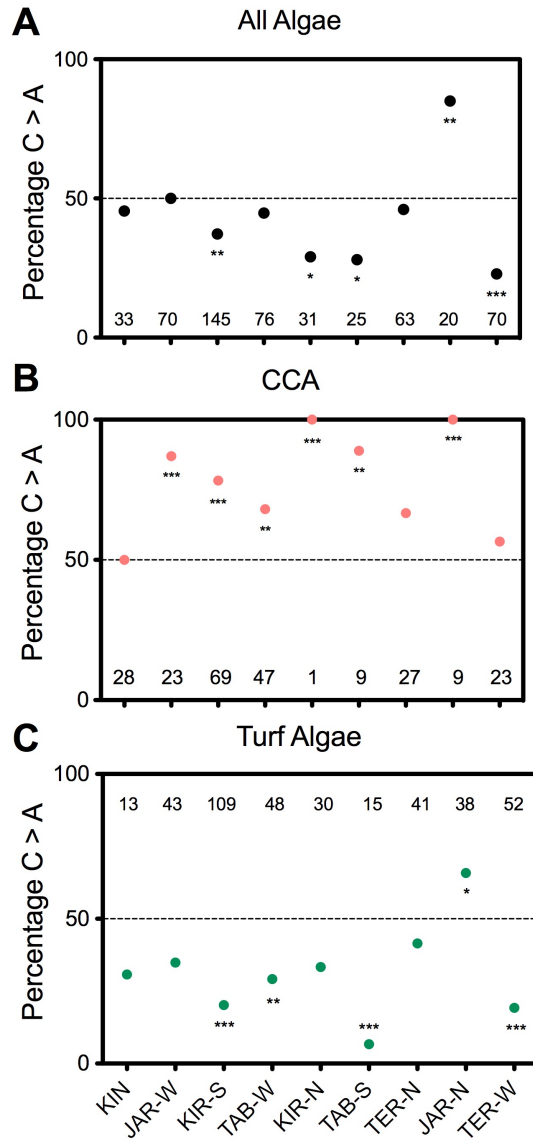 A
All Algae
Percentage C > A
100
50
0
**
*
*
**
***
33 70 145 76 31 25 63 20 70
B
CCA
Percentage C > A
100
50
0
***
***
**
***
**
***
28 23 69 47 1 9 27 9 23
C
Turf Algae
Percentage C > A
100
50
0
13 43 109 48 30 15 41 38 52
***
**
***
*
***
KIN JAR-W KIR-S TAB-W KIR-N TAB-S TER-N JAR-N TER-W